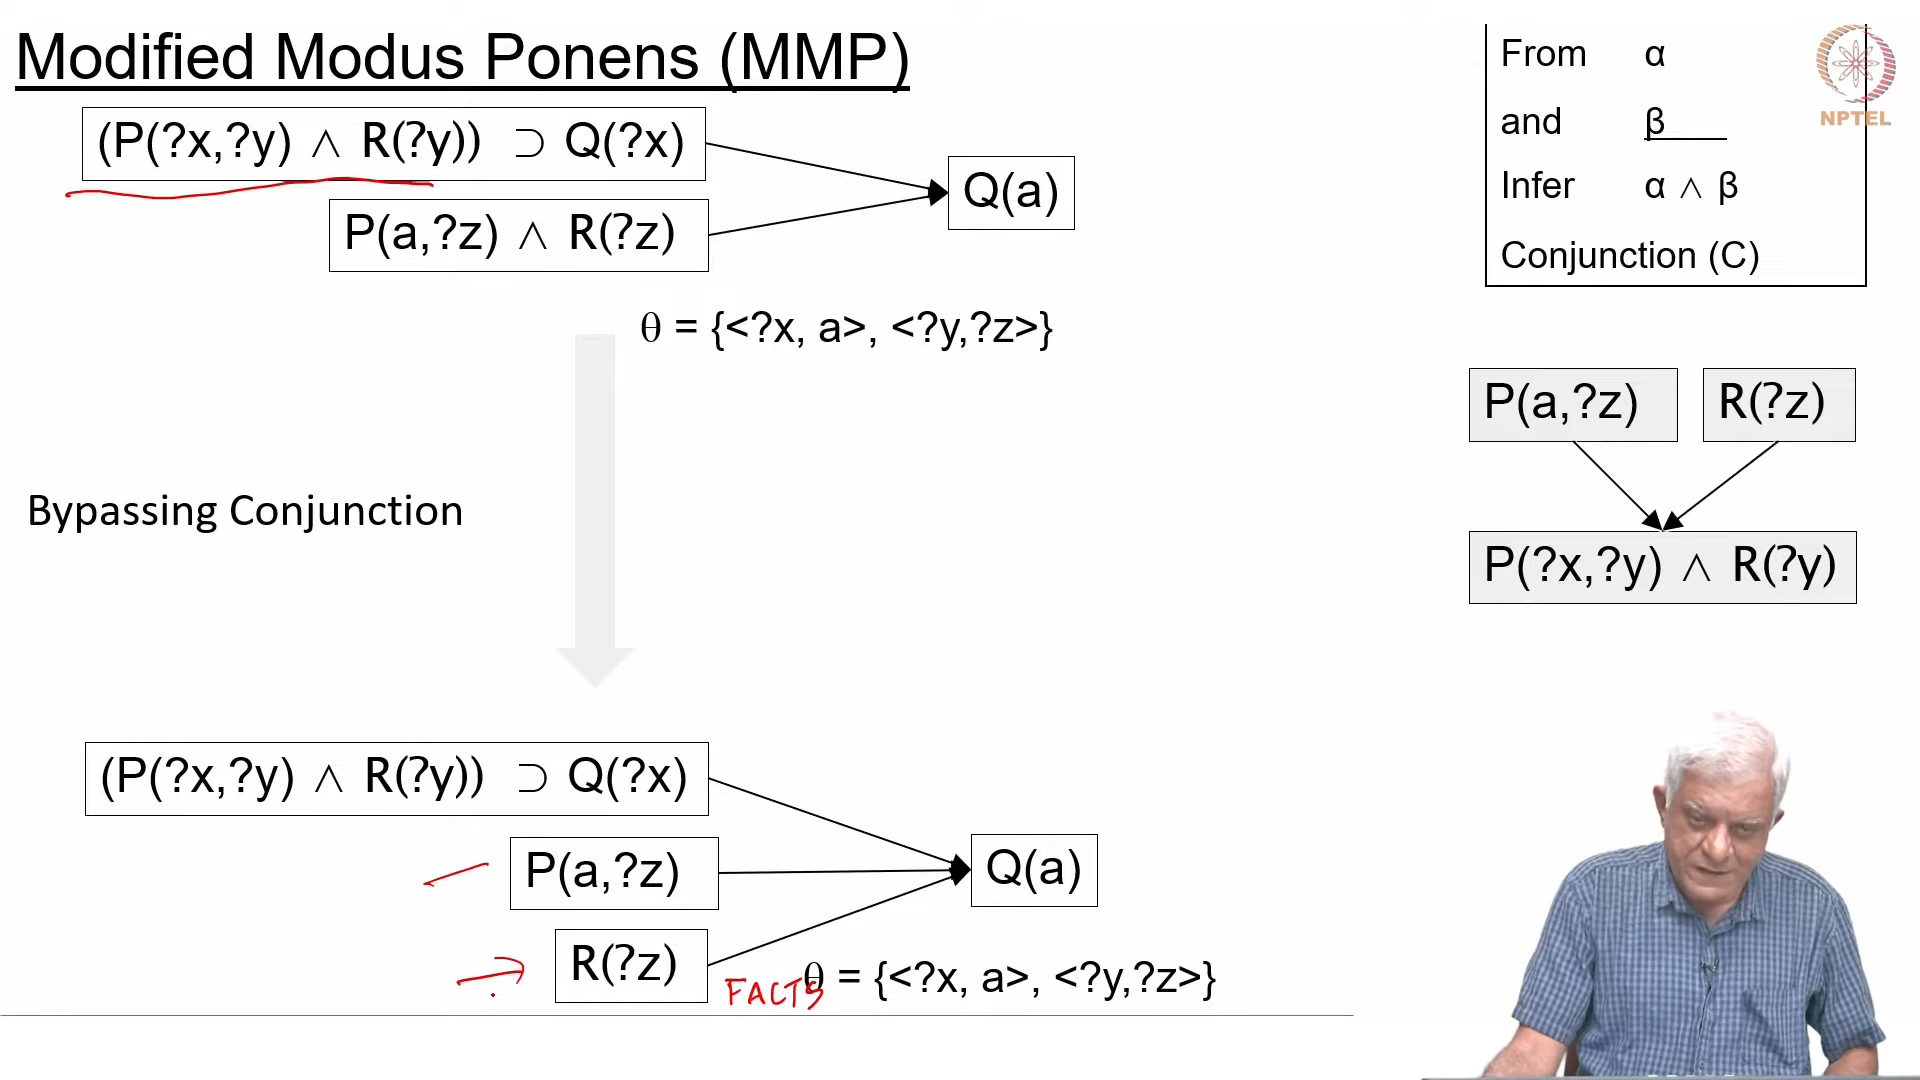 Modified Modus Ponens (MMP)
(P(?x,?y) ∧ R(?y)) ⊃ Q(?x)
P(a,?z) ∧ R(?z)
Q(a)
θ = {<?x, a>, <?y,?z>}
Bypassing Conjunction
(P(?x,?y) ∧ R(?y)) ⊃ Q(?x)
P(a,?z)
R(?z)
Q(a)
FACTS
θ = {<?x, a>, <?y,?z>}
From α
and β
Infer α ∧ β
Conjunction (C)
NPTEL
P(a,?z) R(?z)
P(?x,?y) ∧ R(?y)